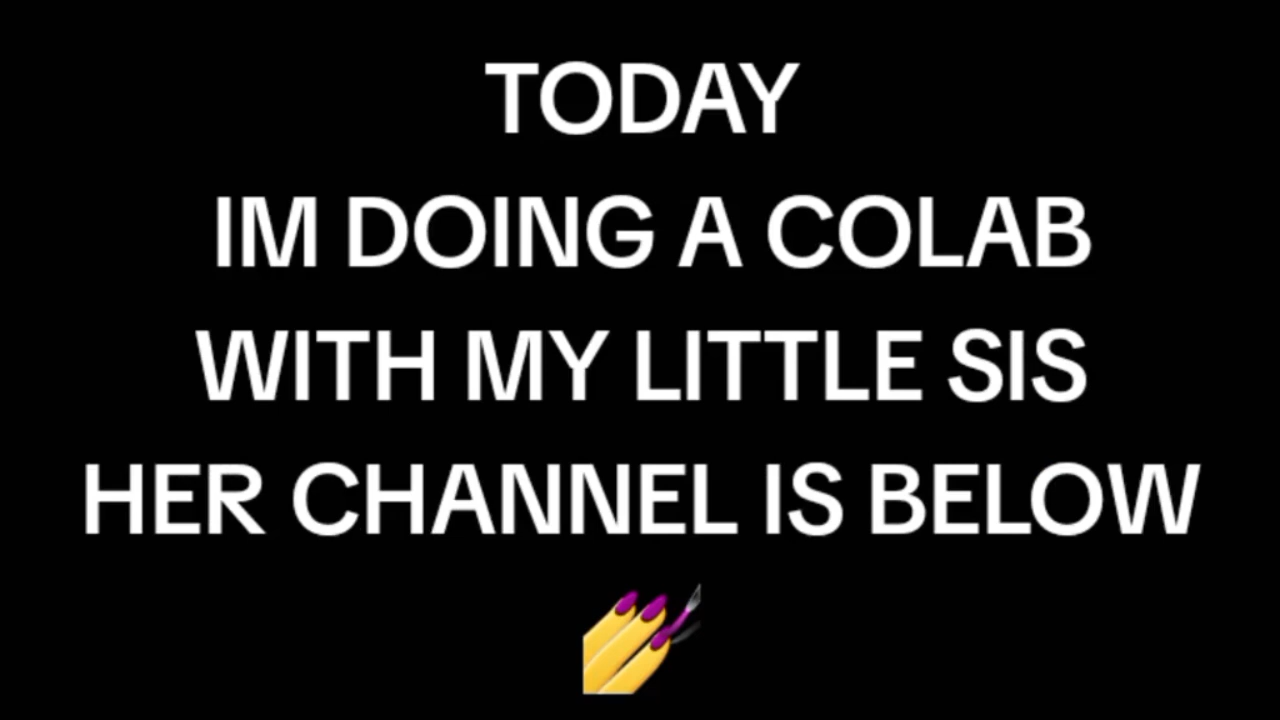 TODAY
IM DOING A COLAB
WITH MY LITTLE SIS
HER CHANNEL IS BELOW
💅